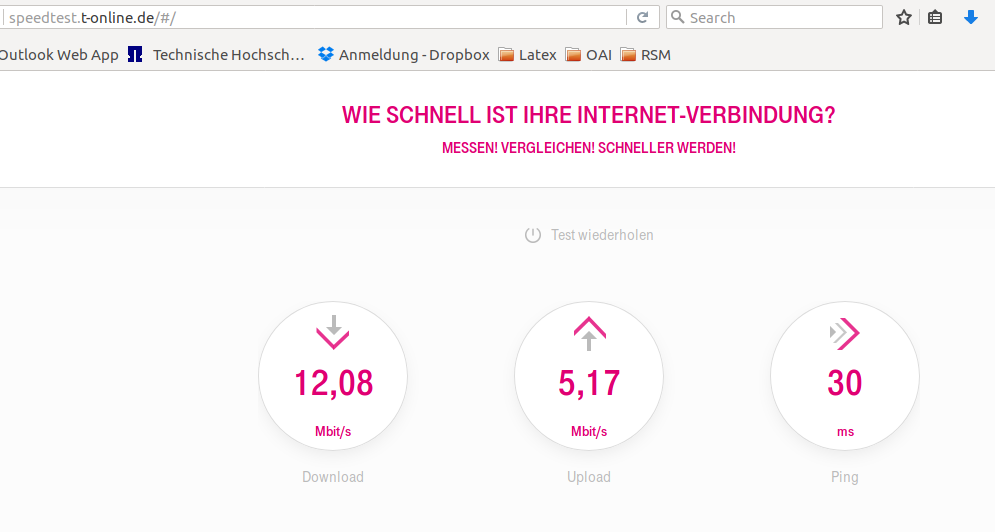 speedtest.t-online.de/#/
Search
Outlook Web App Technische Hochsch... Anmeldung - Dropbox Latex OAI RSM
WIE SCHNELL IST IHRE INTERNET-VERBINDUNG?
MESSEN! VERGLEICHEN! SCHNELLER WERDEN!
Test wiederholen
12,08 5,17 30
Mbit/s Mbit/s ms
Download Upload Ping